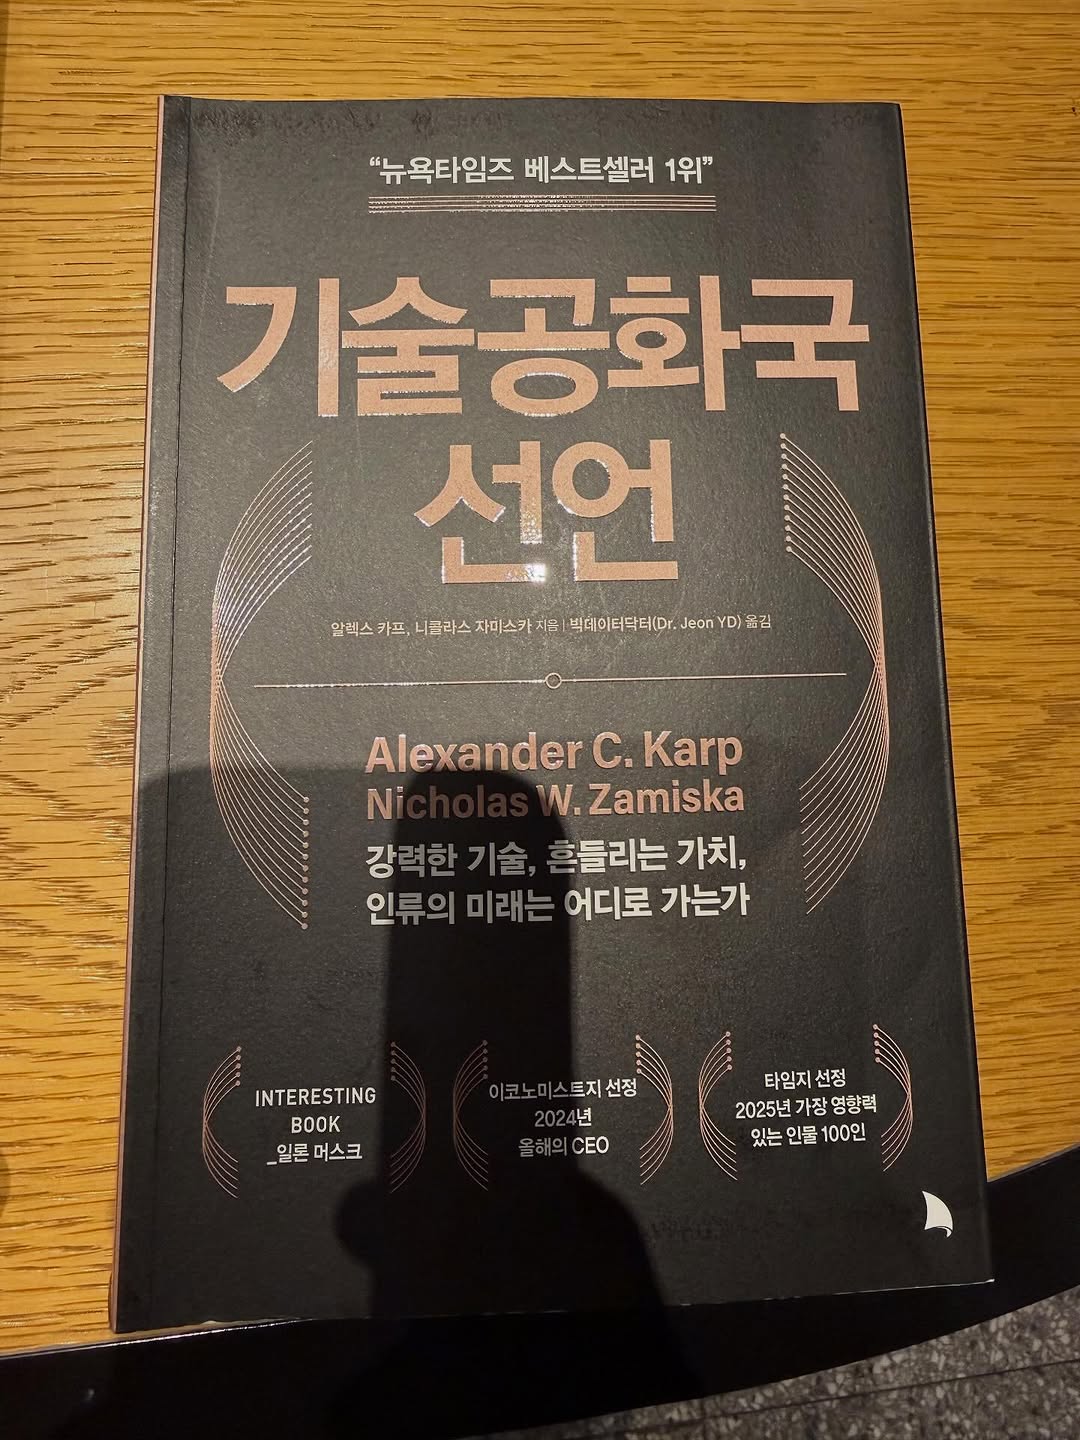 “뉴욕타임즈 베스트셀러 1위”
기술공화국
선언
알렉스 카프, 니콜라스 자미스카 지음 | 빅데이터닥터(Dr. Jeon YD) 옮김
Alexander C. Karp
Nicholas W. Zamiska
강력한 기술, 흔들리는 가치,
인류의 미래는 어디로 가는가
INTERESTING
BOOK
_일론 머스크
이코노미스트지 선정
2024년
올해의 CEO
타임지 선정
2025년 가장 영향력
있는 인물 100인